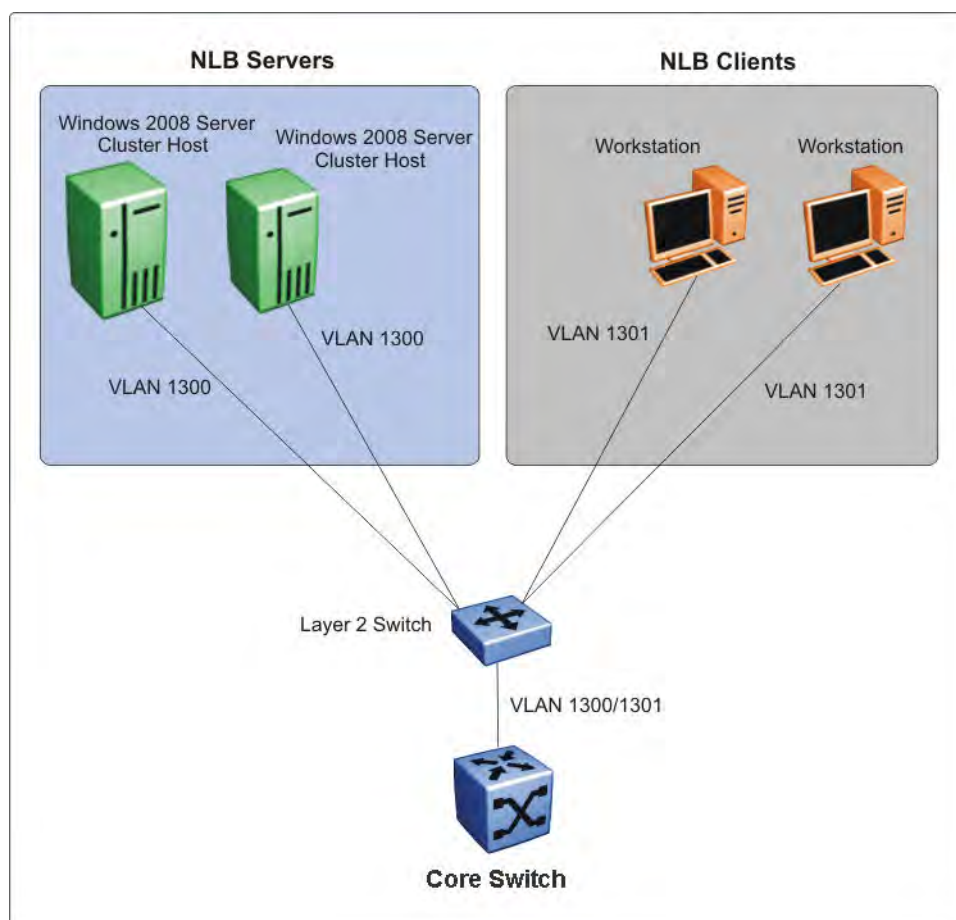 NLB Servers
NLB Clients
Windows 2008 Server
Cluster Host
Windows 2008 Server
Cluster Host
Workstation
Workstation
VLAN 1300
VLAN 1300
VLAN 1301
VLAN 1301
Layer 2 Switch
VLAN 1300/1301
Core Switch